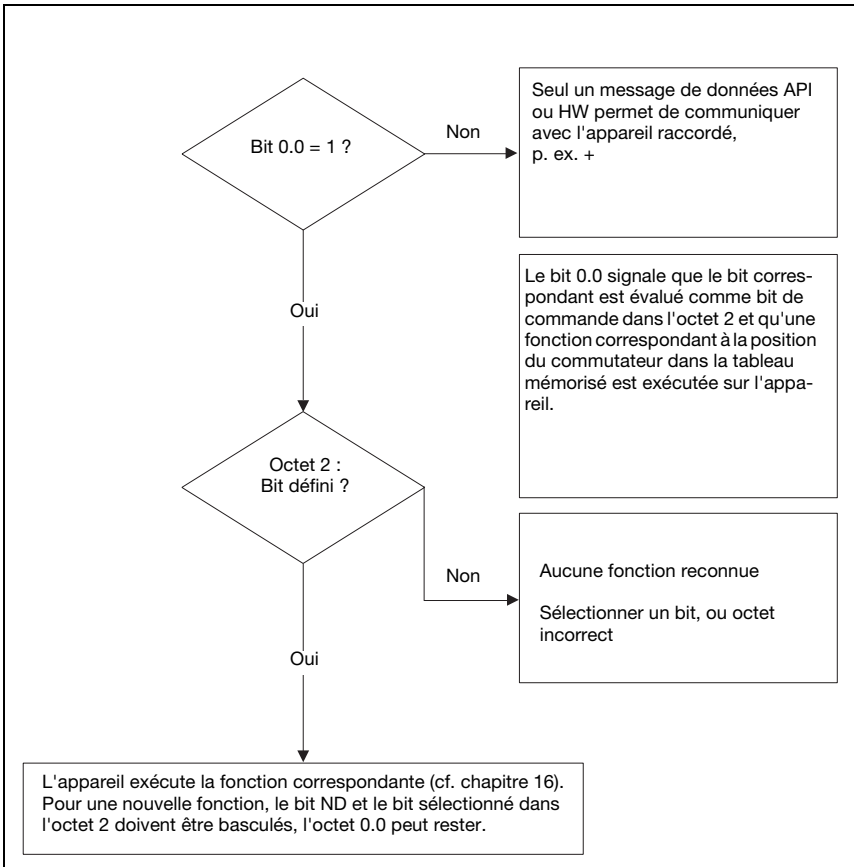 Bit 0.0 = 1 ?
Non
Seul un message de données API
ou HW permet de communiquer
avec l'appareil raccordé,
p. ex. +
Oui
Le bit 0.0 signale que le bit corres-
pondant est évalué comme bit de
commande dans l'octet 2 et qu'une
fonction correspondant à la position
du commutateur dans la tableau
mémorisé est exécutée sur l'appa-
reil.
Octet 2 :
Bit défini ?
Non
Aucune fonction reconnue
Sélectionner un bit, ou octet
incorrect
Oui
L'appareil exécute la fonction correspondante (cf. chapitre 16).
Pour une nouvelle fonction, le bit ND et le bit sélectionné dans
l'octet 2 doivent être basculés, l'octet 0.0 peut rester.